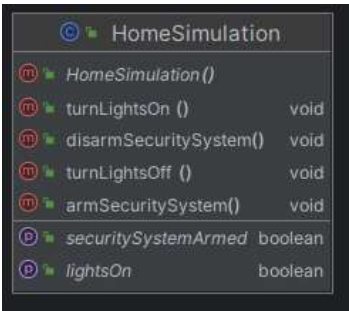 HomeSimulation
HomeSimulation()
turnLightsOn () void
disarmSecuritySystem() void
turnLightsOff () void
armSecuritySystem() void
securitySystemArmed boolean
lightsOn boolean